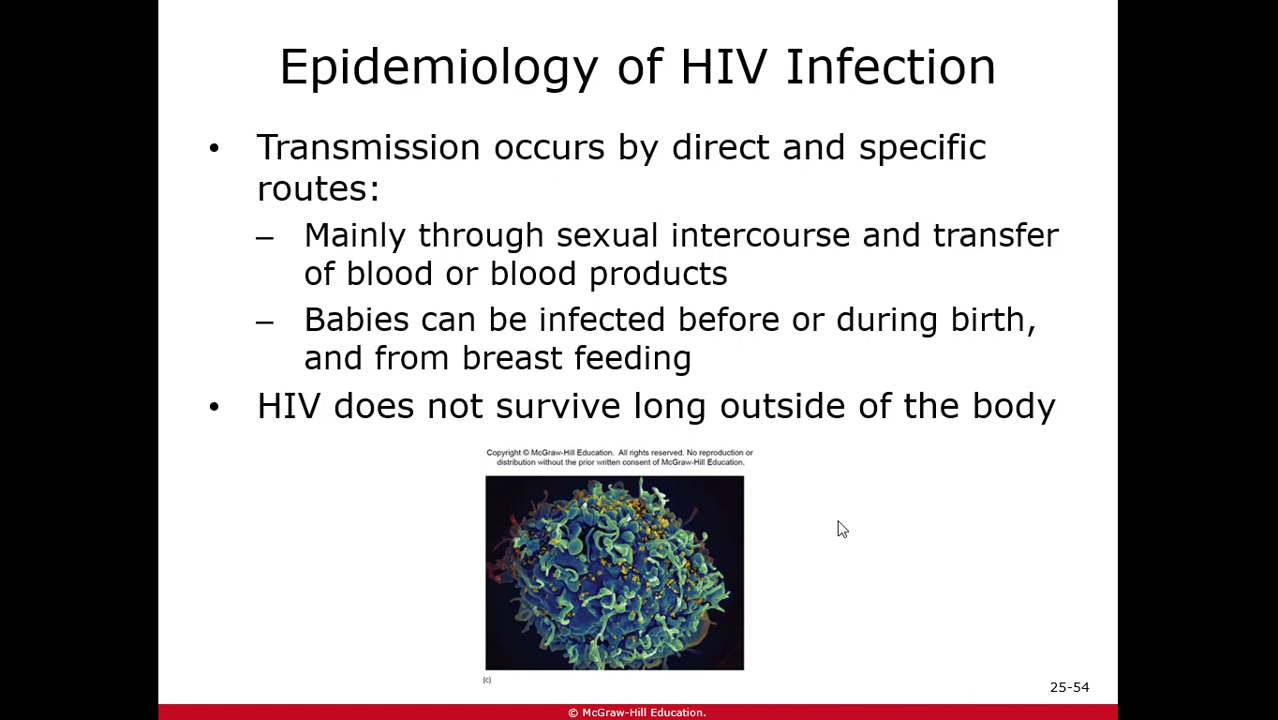 Epidemiology of HIV Infection
• Transmission occurs by direct and specific
routes:
– Mainly through sexual intercourse and transfer
of blood or blood products
– Babies can be infected before or during birth,
and from breast feeding
• HIV does not survive long outside of the body
Copyright © McGraw-Hill Education. All rights reserved. No reproduction or
distribution without the prior written consent of McGraw-Hill Education.
(c)
25-54
© McGraw-Hill Education.